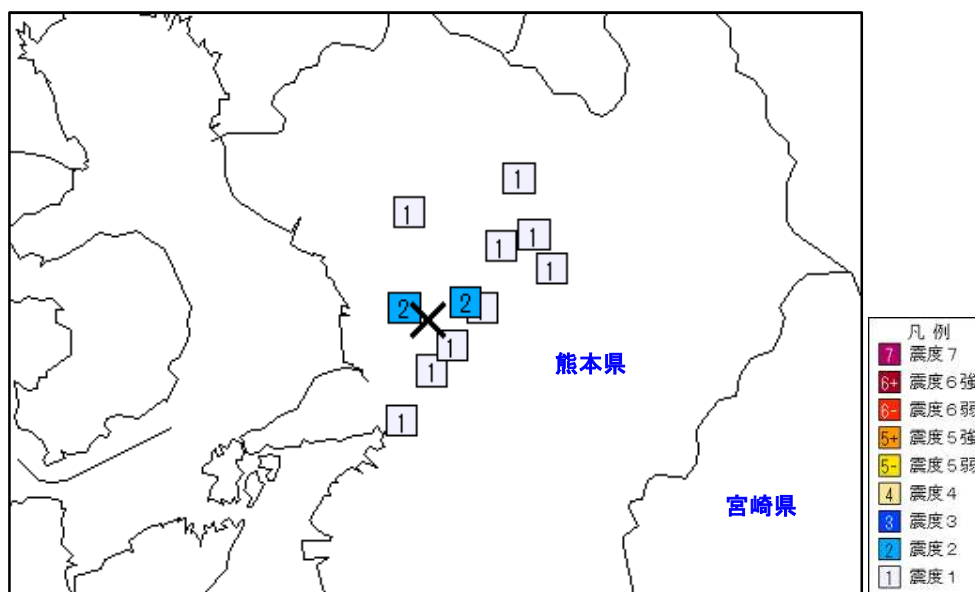 1
1
1
1
1
2
2
1
1
1
熊本県
宮崎県
凡例
7 震度7
6+ 震度6強
6- 震度6弱
5+ 震度5強
5- 震度5弱
4 震度4
3 震度3
2 震度2
1 震度1